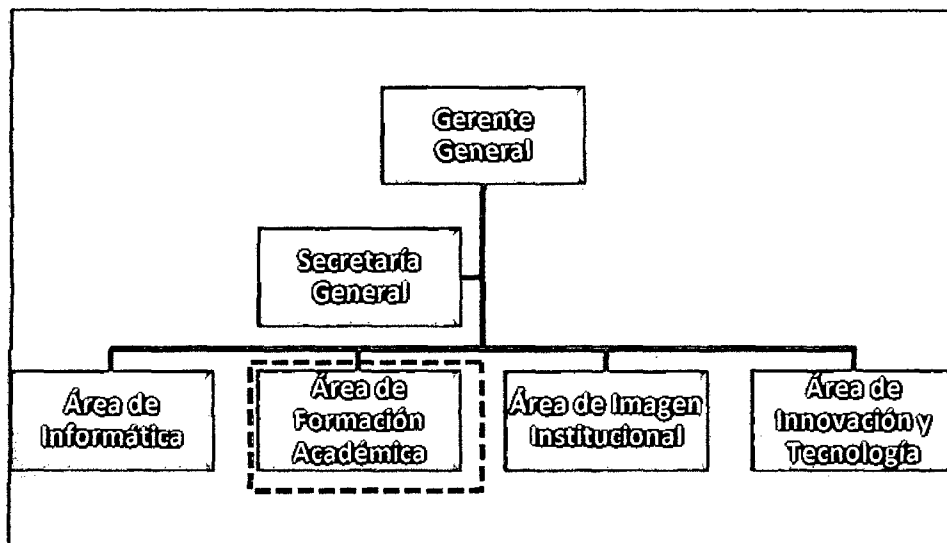 Gerente
General
Secretaría
General
Área de
Informática
Área de
Formación
Académica
Área de Imagen
Institucional
Área de
Innovación y
Tecnología